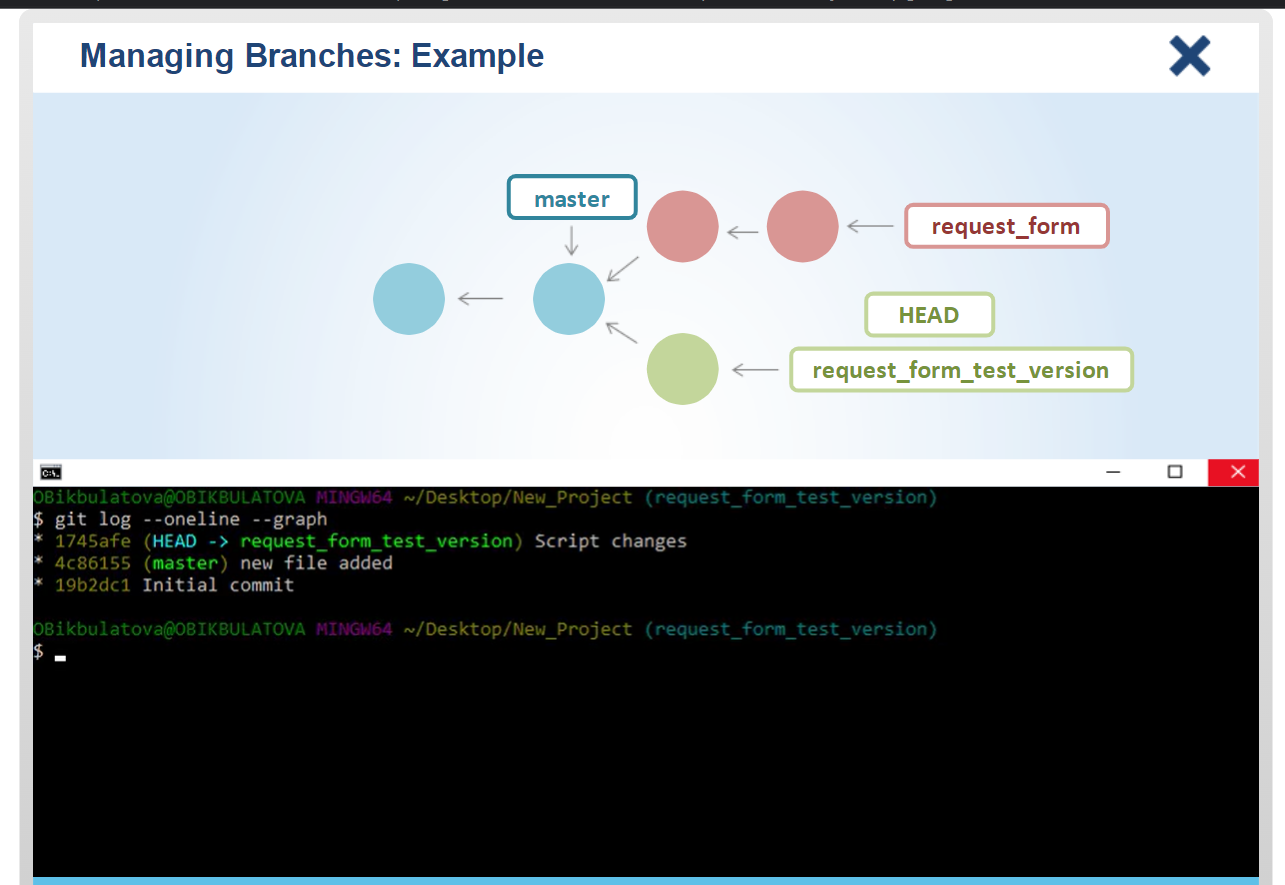 Managing Branches: Example
master
request_form
HEAD
request_form_test_version
C:\.
OBikbulatova@OBIKBULATOVA MINGW64 ~/Desktop/New_Project (request_form_test_version)
$ git log --oneline --graph
* 1745afe (HEAD -> request_form_test_version) Script changes
* 4c86155 (master) new file added
* 19b2dc1 Initial commit
OBikbulatova@OBIKBULATOVA MINGW64 ~/Desktop/New_Project (request_form_test_version)
$